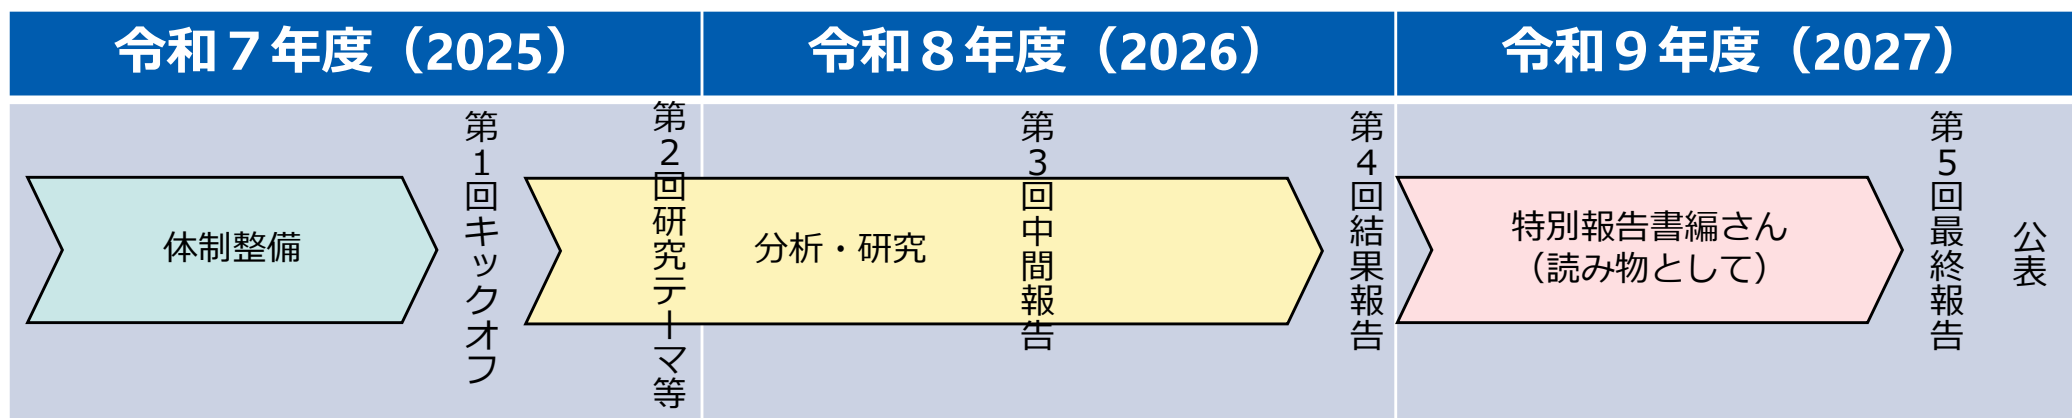 令和７年度（2025）
令和８年度（2026）
令和９年度（2027）
体制整備
第1回キックオフ
第2回研究テーマ等
分析・研究
第3回中間報告
第4回結果報告
特別報告書編さん
（読み物として）
第5回最終報告
公表